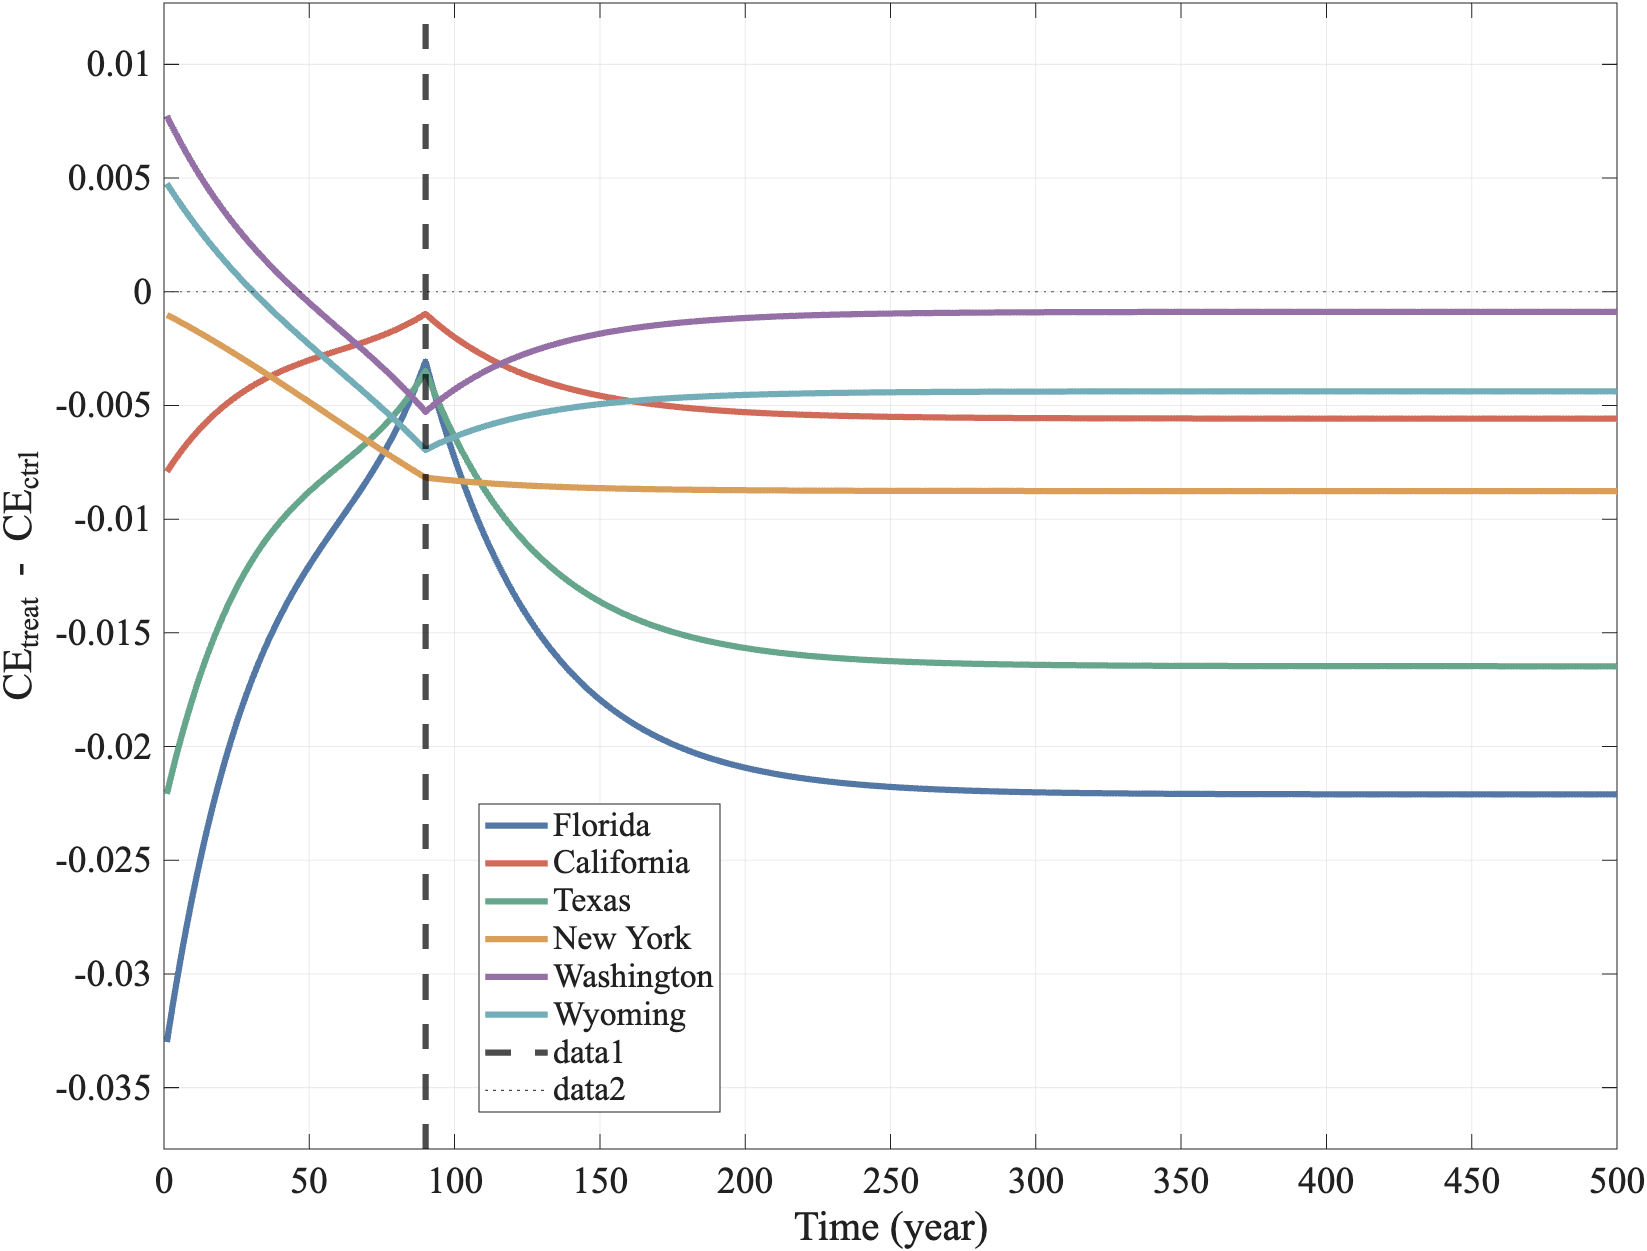 0.01
0.005
0
-0.005
-0.01
-0.015
-0.02
-0.025
-0.03
-0.035
CEtreat - CEctrl
Florida
California
Texas
New York
Washington
Wyoming
data1
data2
0 50 100 150 200 250 300 350 400 450 500
Time (year)